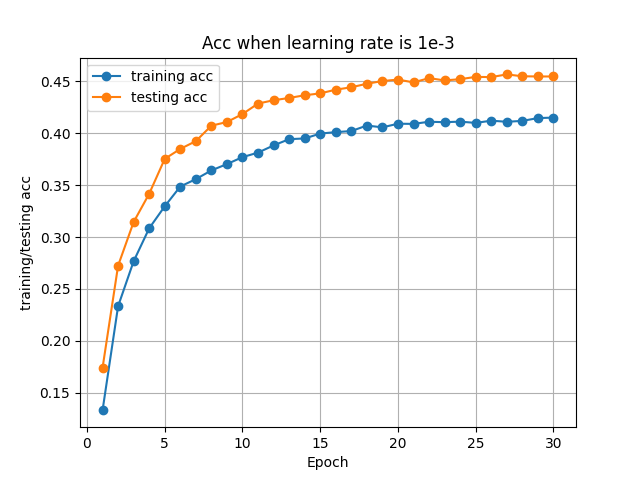 Acc when learning rate is 1e-3
training acc
testing acc
0.45
0.40
0.35
0.30
0.25
0.20
0.15
training/testing acc
0 5 10 15 20 25 30
Epoch